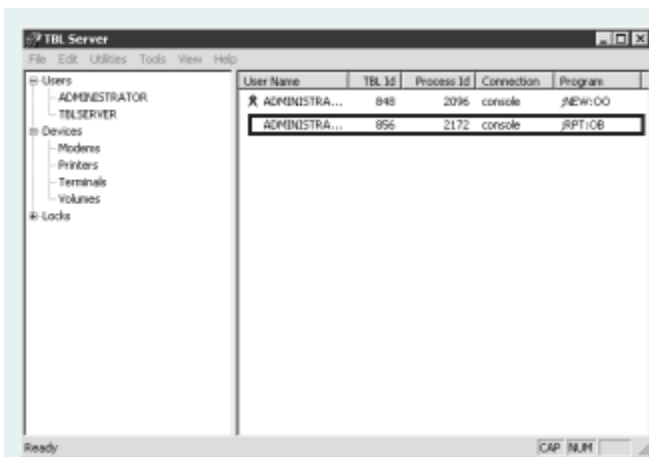 TBL Server
File Edit Utilities Tools View Help
Users
ADMINISTRATOR
TBLSERVER
Devices
Modems
Printers
Terminals
Volumes
Locks
User Name TBL Id Process Id Connection Program
ADMINISTRA... 848 2096 console ;NEW:OO
ADMINISTRA... 856 2172 console ;RPT:OB
Ready CAP NUM